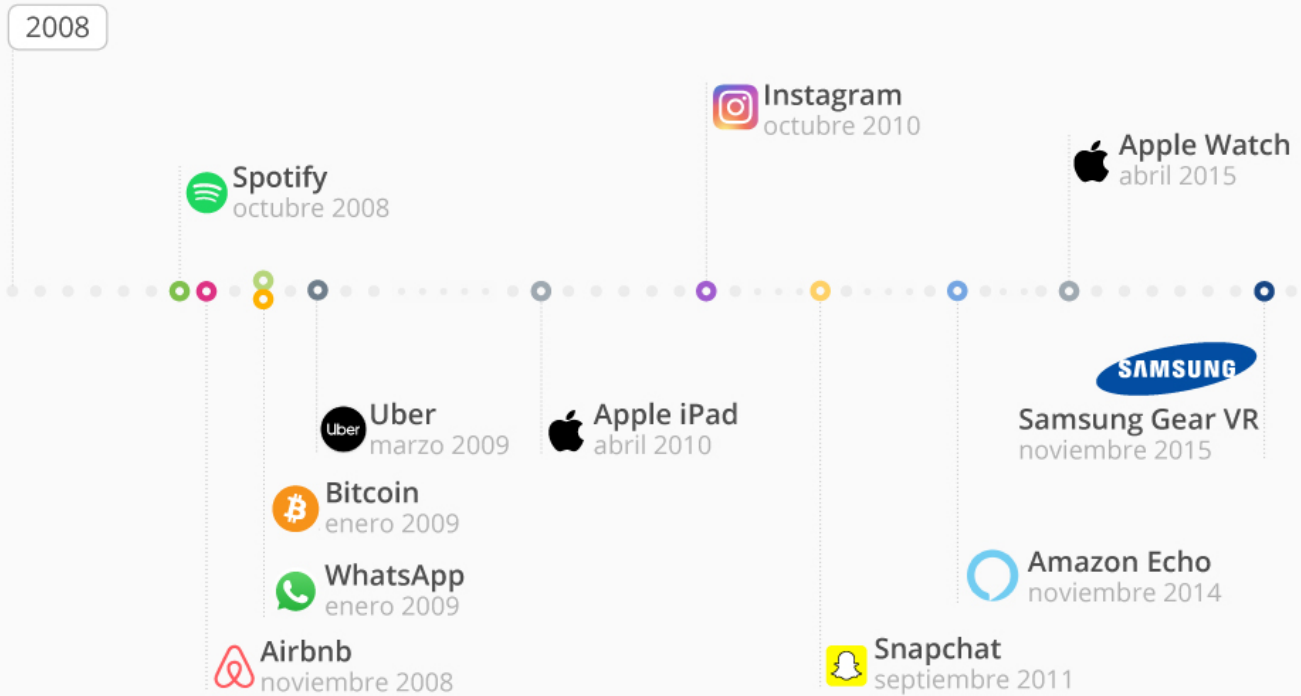 2008
Instagram
octubre 2010
Apple Watch
abril 2015
Spotify
octubre 2008
SAMSUNG
Samsung Gear VR
noviembre 2015
Uber
Uber
marzo 2009
Apple iPad
abril 2010
Bitcoin
enero 2009
WhatsApp
enero 2009
Amazon Echo
noviembre 2014
Airbnb
noviembre 2008
Snapchat
septiembre 2011